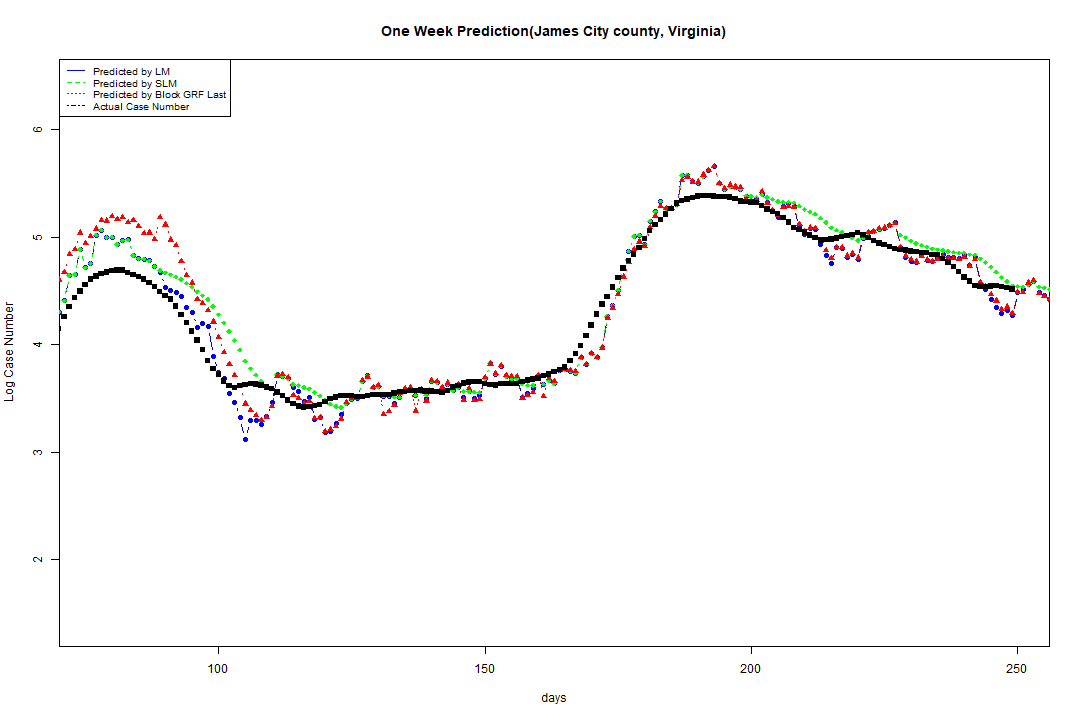 One Week Prediction(James City county, Virginia)
Predicted by LM
Predicted by SLM
Predicted by Block GRF Last
Actual Case Number
6
5
4
3
2
Log Case Number
100 150 200 250
days